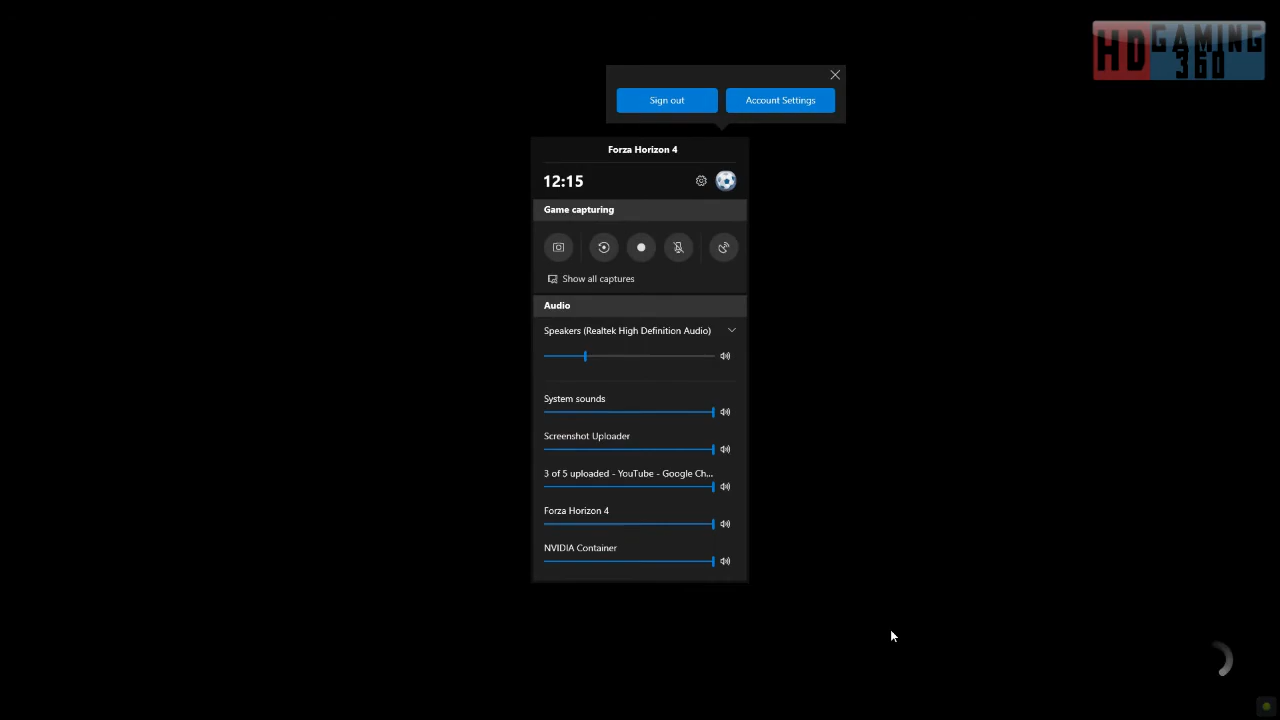 HD GAMING
360
Sign out
Account Settings
Forza Horizon 4
12:15
Game capturing
Show all captures
Audio
Speakers (Realtek High Definition Audio)
System sounds
Screenshot Uploader
3 of 5 uploaded - YouTube - Google Ch...
Forza Horizon 4
NVIDIA Container